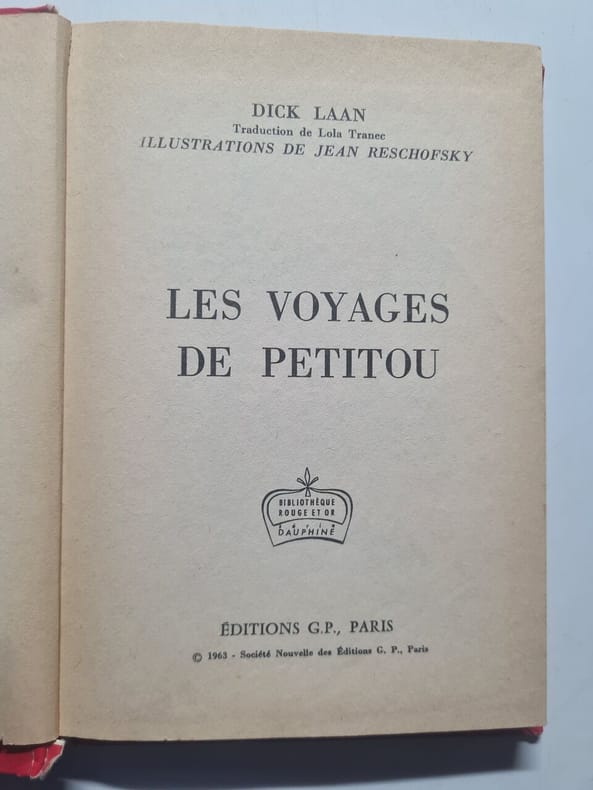 DICK LAAN
Traduction de Lola Tranec
ILLUSTRATIONS DE JEAN RESCHOFSKY
LES VOYAGES
DE PETITOU
BIBLIOTHÈQUE
ROUGE ET OR
série
DAUPHINE
ÉDITIONS G.P., PARIS
© 1963 - Société Nouvelle des Éditions G. P., Paris